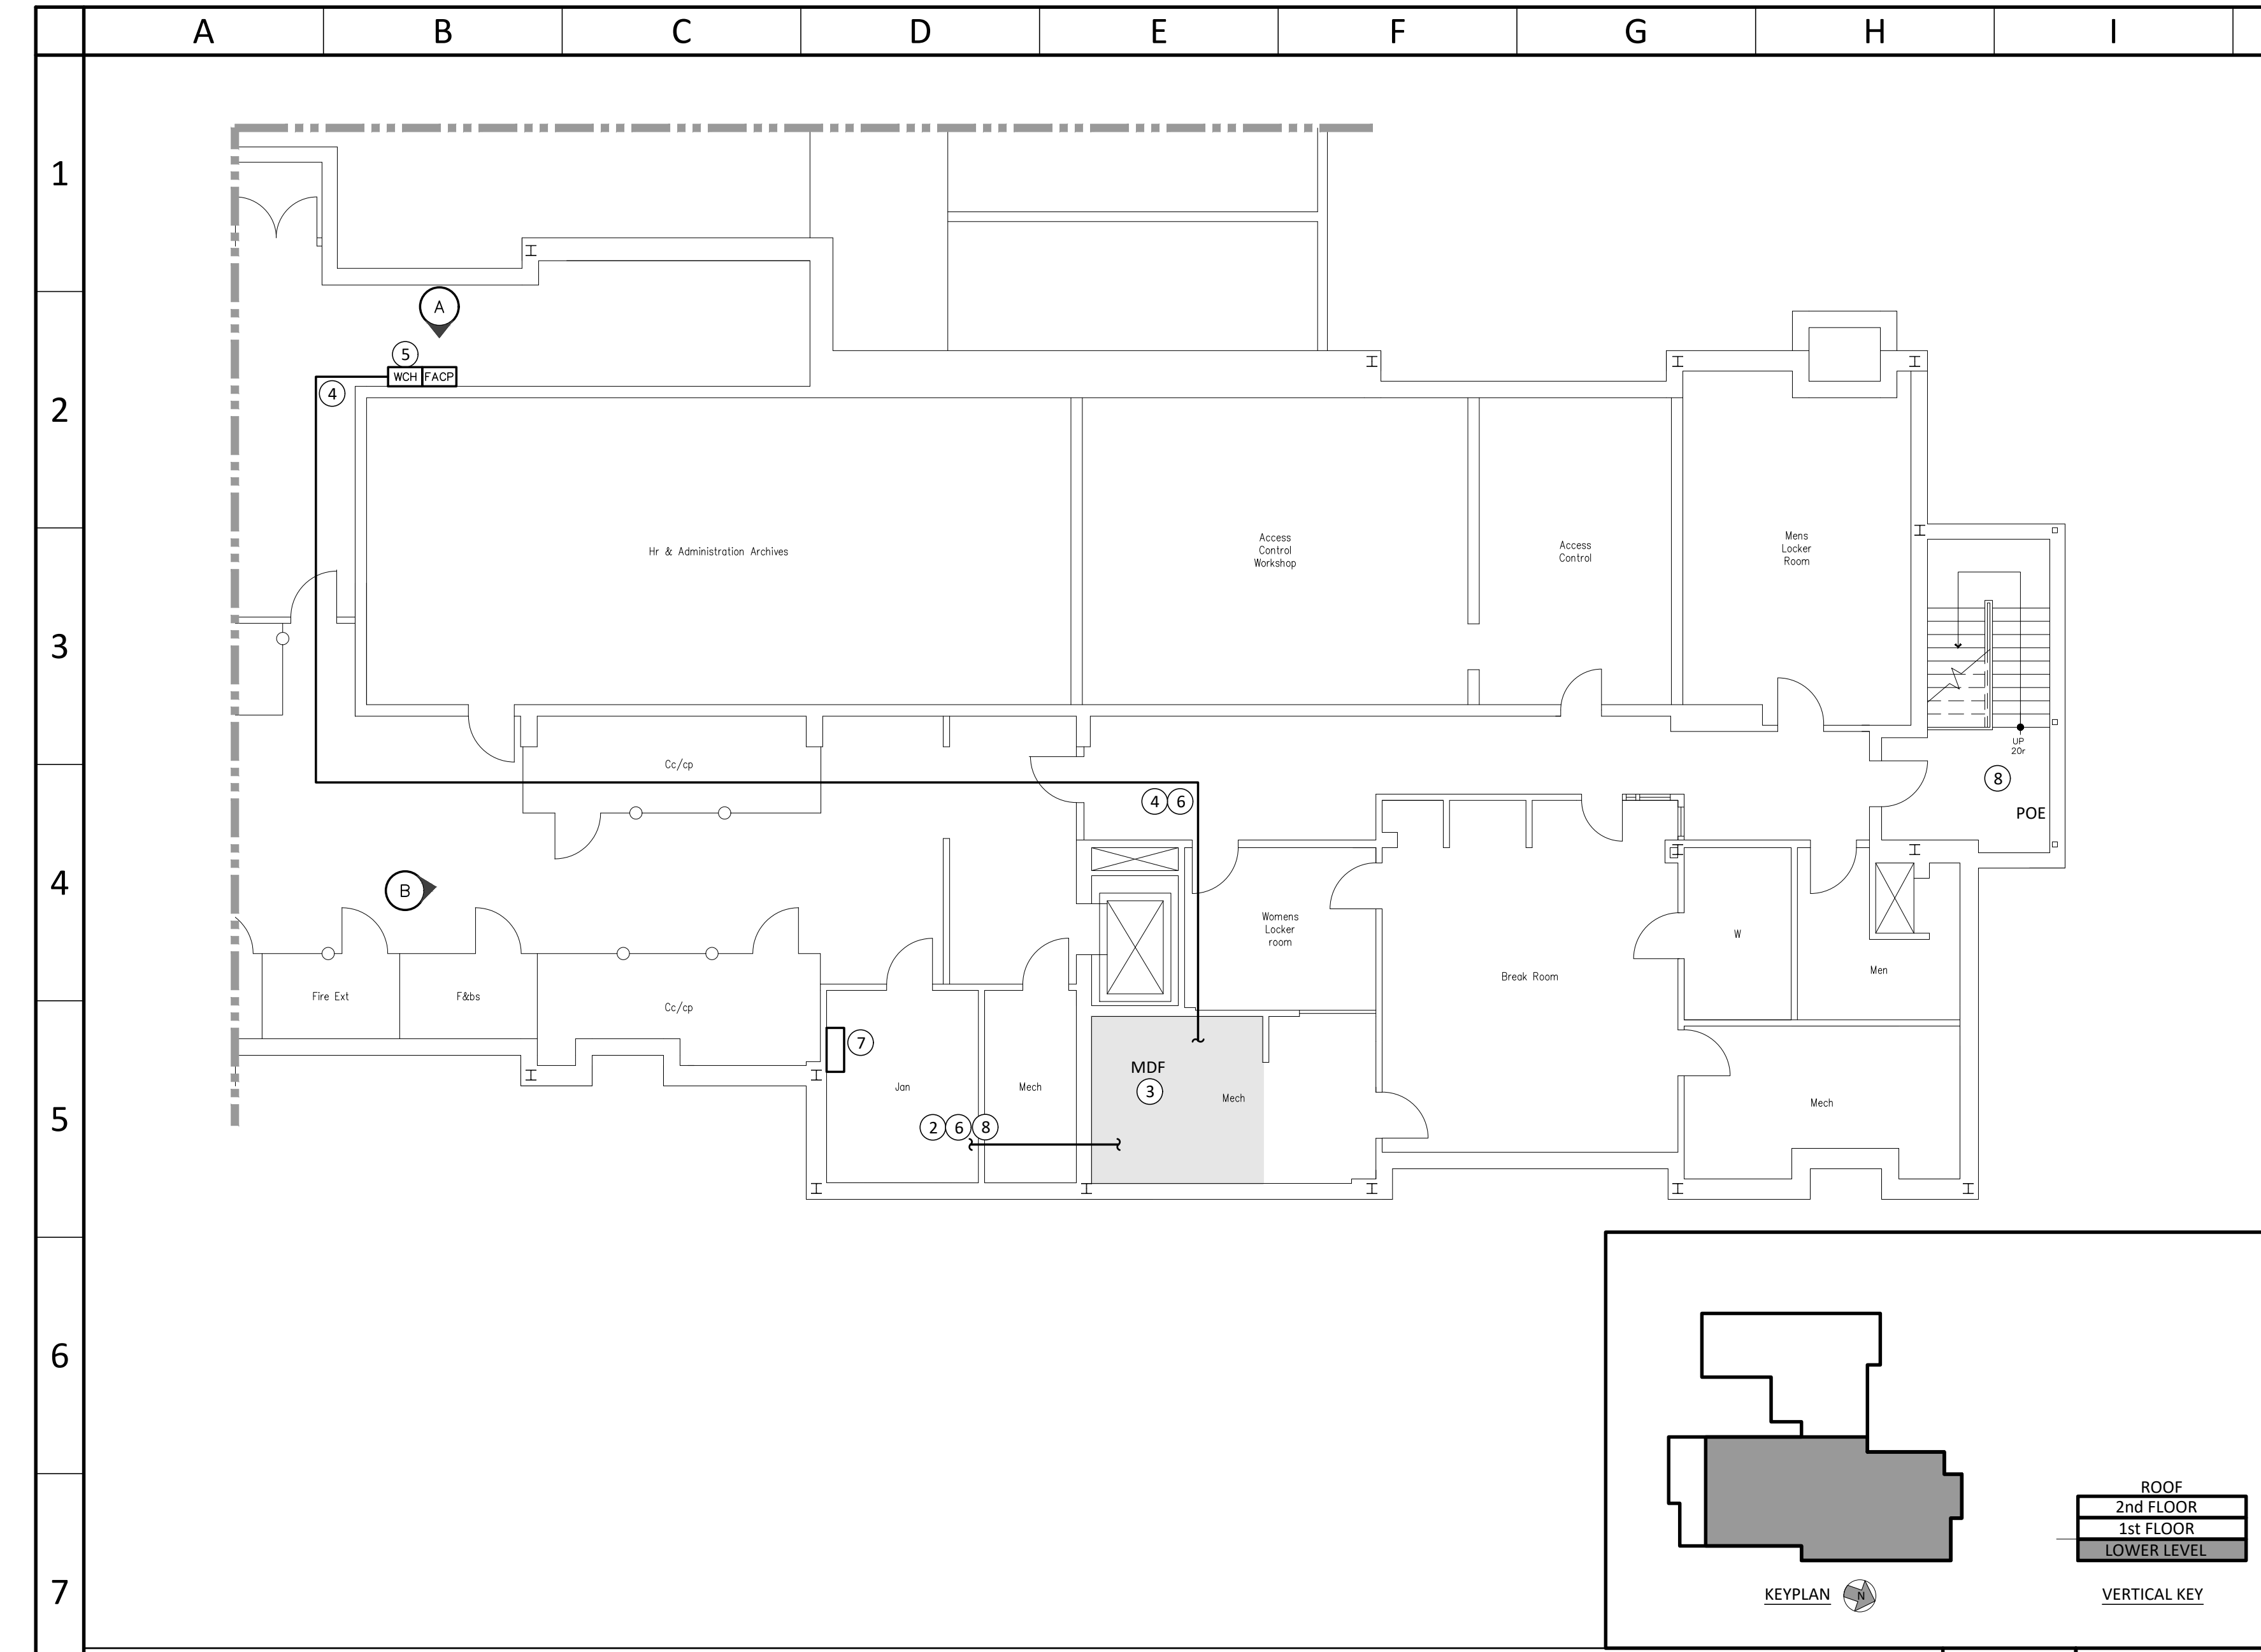 A B C D E F G H I
1
A
5
WCH FACP
4
2
Hr & Administration Archives
Access
Control
Workshop
Access
Control
Mens
Locker
Room
3
UP
20r
Cc/cp
8
4 6
POE
4
B
Womens
Locker
room
W
Break Room
Men
Fire Ext
F&bs
Cc/cp
7
MDF
3
Jan
Mech
Mech
Mech
5
2 6 8
6
ROOF
2nd FLOOR
1st FLOOR
LOWER LEVEL
7
KEYPLAN
N
VERTICAL KEY